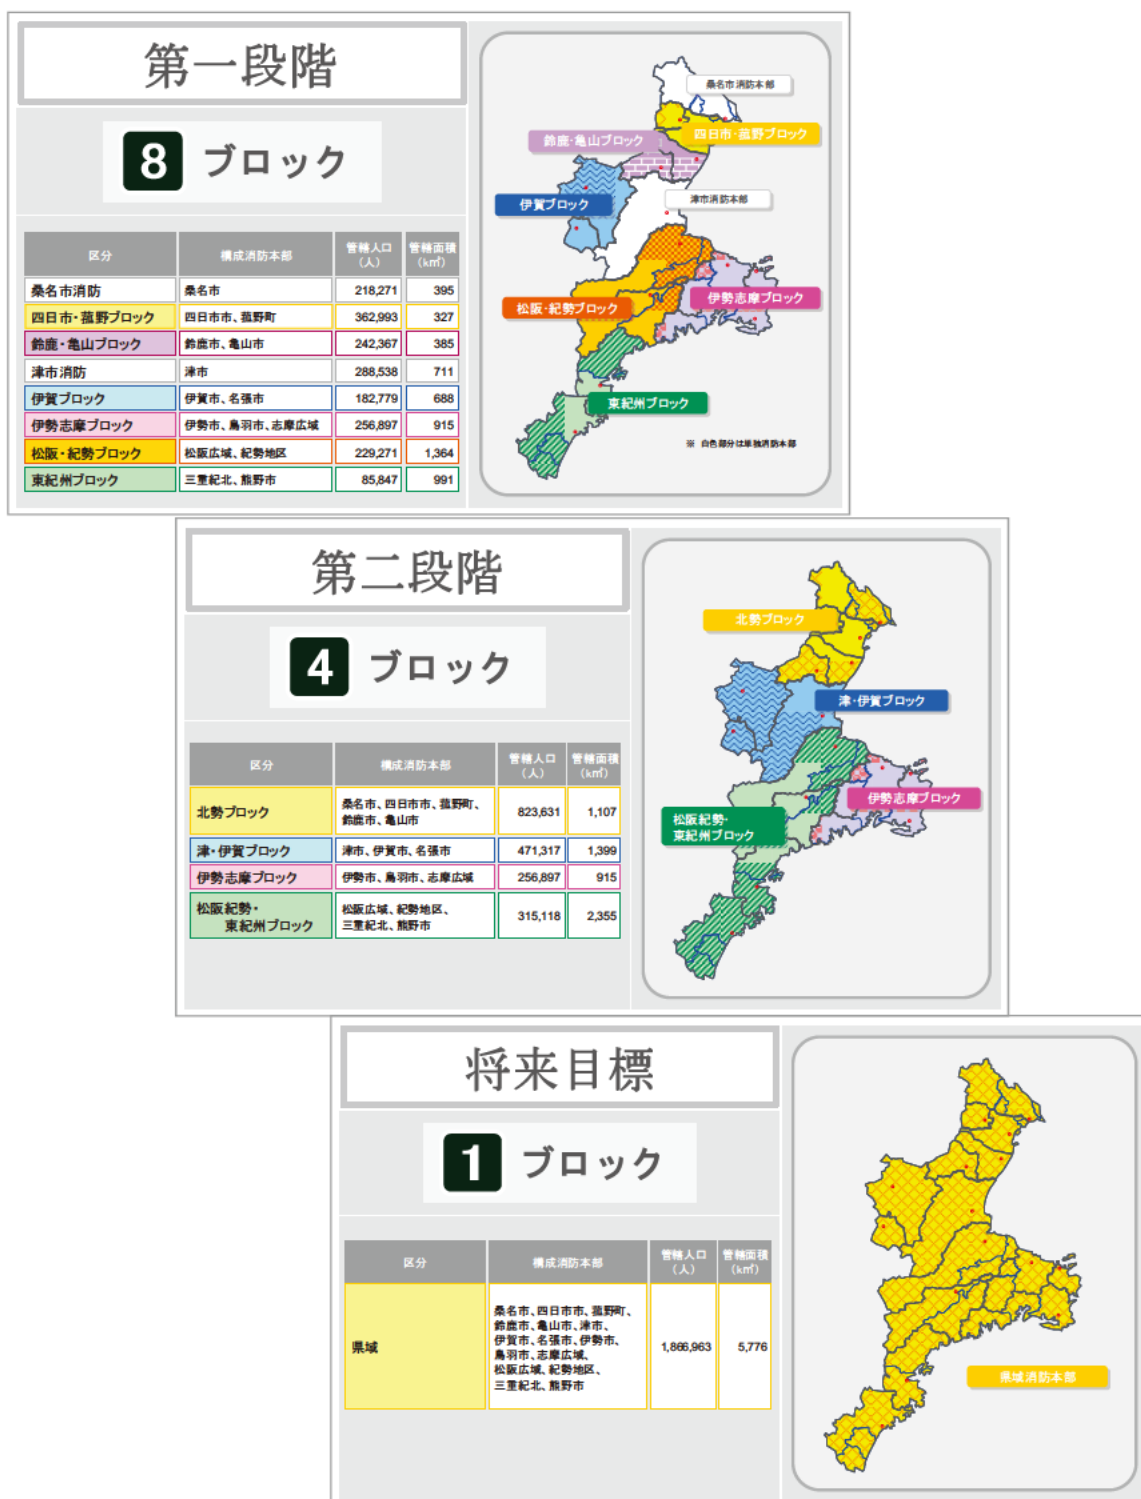 第一段階
8 ブロック
区分 構成消防本部 管轄人口（人） 管轄面積（k㎡）
桑名市消防 桑名市 218,271 395
四日市・菰野ブロック 四日市市、菰野町 362,993 327
鈴鹿・亀山ブロック 鈴鹿市、亀山市 242,367 385
津市消防 津市 288,538 711
伊賀ブロック 伊賀市、名張市 182,779 688
伊勢志摩ブロック 伊勢市、鳥羽市、志摩広域 256,897 915
松阪・紀勢ブロック 松阪広域、紀勢地区 229,271 1,364
東紀州ブロック 三重紀北、熊野市 85,847 991
桑名市消防本部
四日市・菰野ブロック
鈴鹿・亀山ブロック
津市消防本部
伊賀ブロック
伊勢志摩ブロック
松阪・紀勢ブロック
東紀州ブロック
※ 白色部分は単独消防本部
第二段階
4 ブロック
区分 構成消防本部 管轄人口（人） 管轄面積（k㎡）
北勢ブロック 桑名市、四日市市、菰野町、
鈴鹿市、亀山市 823,631 1,107
津・伊賀ブロック 津市、伊賀市、名張市 471,317 1,399
伊勢志摩ブロック 伊勢市、鳥羽市、志摩広域 256,897 915
松阪紀勢・
東紀州ブロック 松阪広域、紀勢地区、
三重紀北、熊野市 315,118 2,355
北勢ブロック
津・伊賀ブロック
伊勢志摩ブロック
松阪紀勢・
東紀州ブロック
将来目標
1 ブロック
区分 構成消防本部 管轄人口（人） 管轄面積（k㎡）
県域 桑名市、四日市市、菰野町、
鈴鹿市、亀山市、津市、
伊賀市、名張市、伊勢市、
鳥羽市、志摩広域、
松阪広域、紀勢地区、
三重紀北、熊野市 1,866,963 5,776
県域消防本部